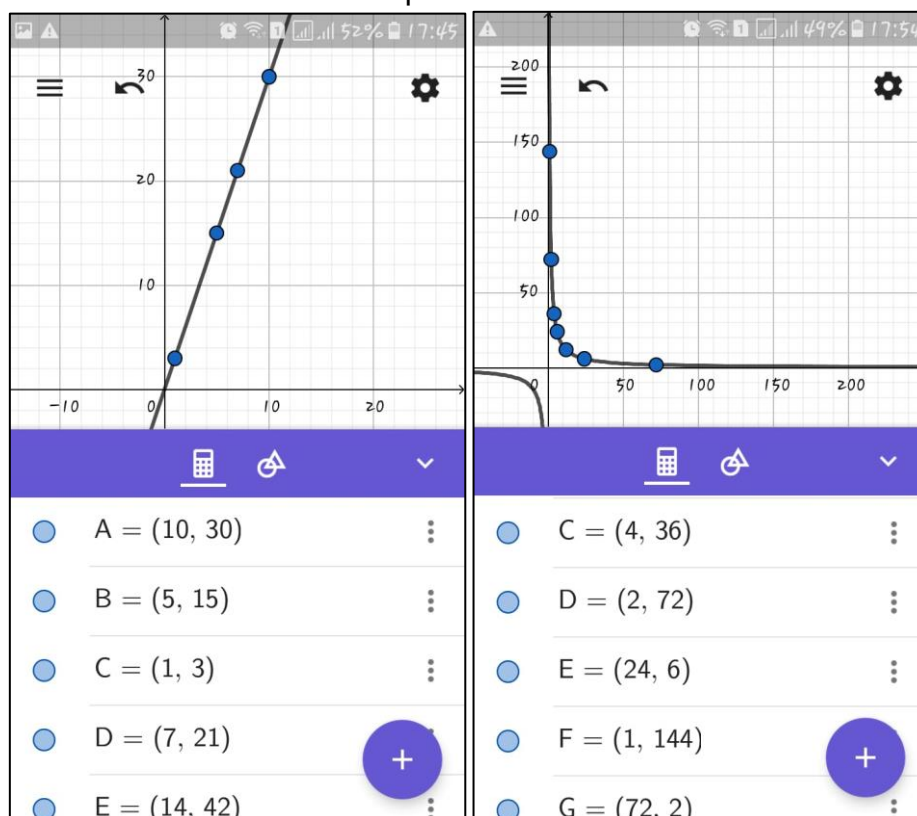 1 52% 17:45
30
20
10
-10 0 10 20
A = (10, 30)
B = (5, 15)
C = (1, 3)
D = (7, 21)
E = (14, 42)
+
1 49% 17:54
200
150
100
50
0 50 100 150 200
C = (4, 36)
D = (2, 72)
E = (24, 6)
F = (1, 144)
G = (72, 2)
+